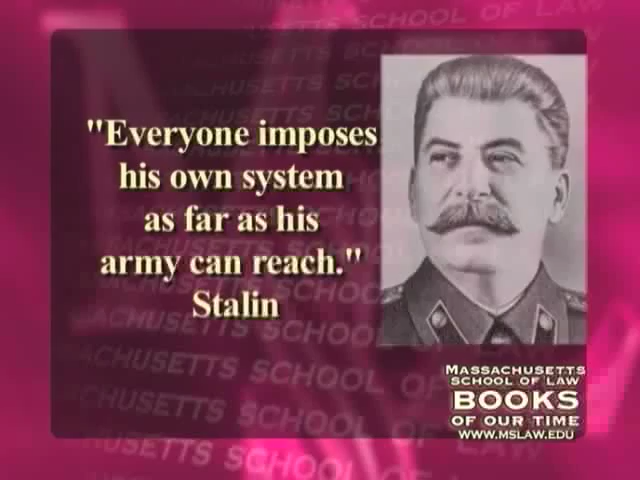 "Everyone imposes
his own system
as far as his
army can reach."
Stalin
MASSACHUSETTS
SCHOOL OF LAW
BOOKS
OF OUR TIME
WWW.MSLAW.EDU